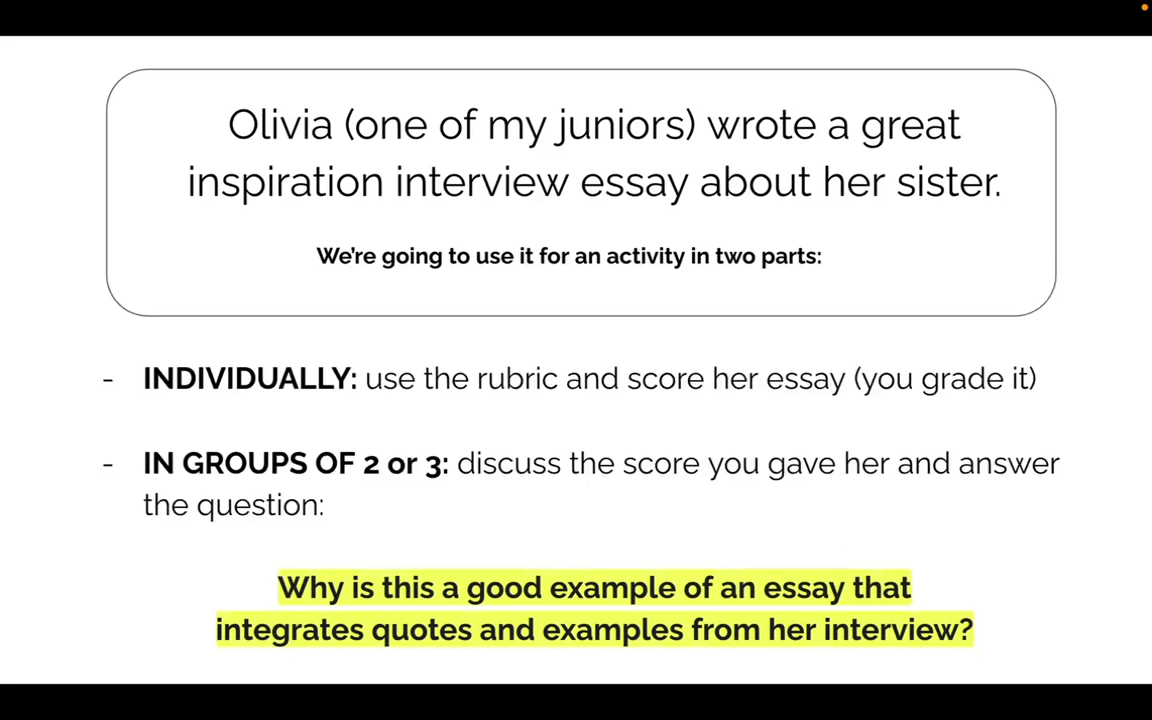 Olivia (one of my juniors) wrote a great
inspiration interview essay about her sister.
We're going to use it for an activity in two parts:
- INDIVIDUALLY: use the rubric and score her essay (you grade it)
- IN GROUPS OF 2 or 3: discuss the score you gave her and answer
the question:
Why is this a good example of an essay that
integrates quotes and examples from her interview?